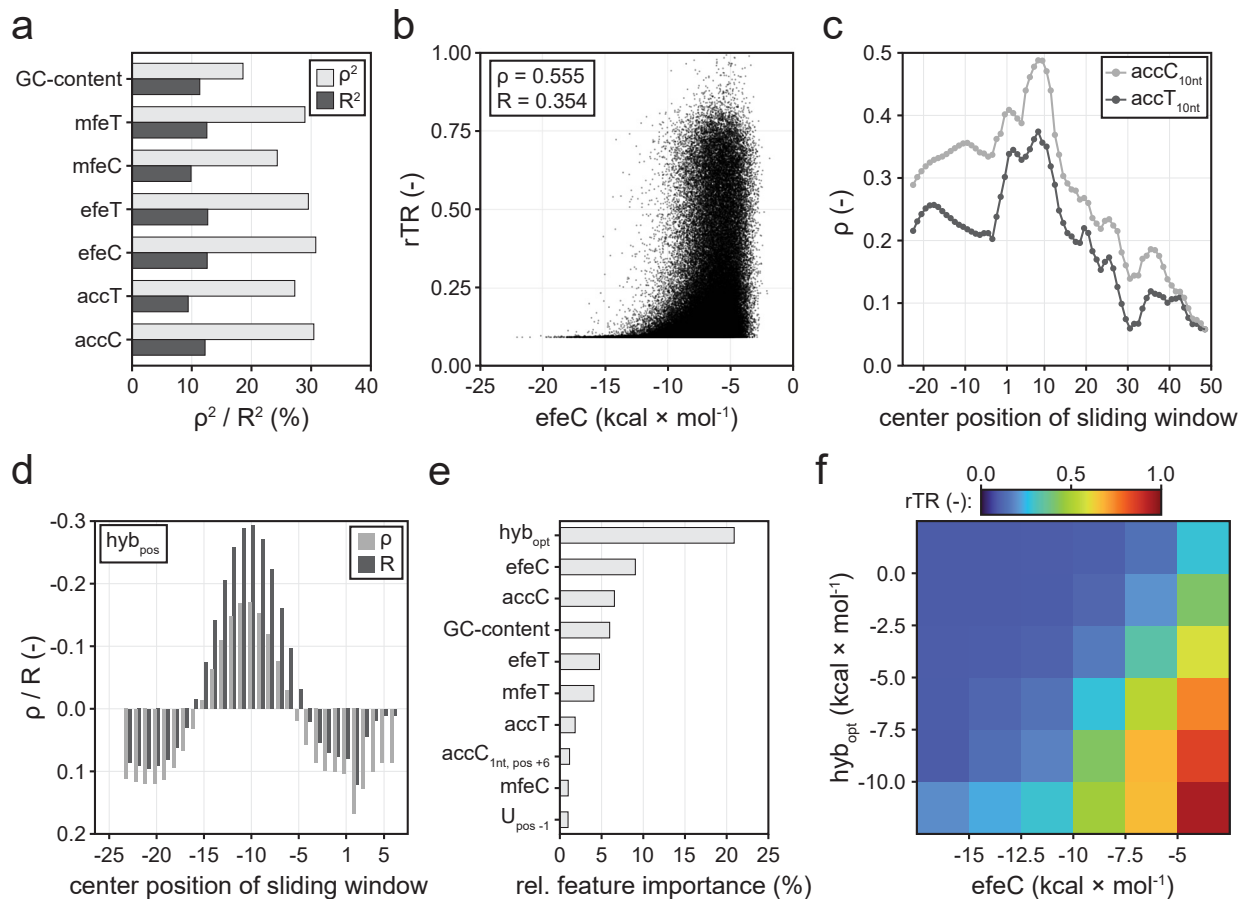 a
GC-content
mfeT
mfeC
efeT
efeC
accT
accC
ρ²
R²
0 10 20 30 40
ρ² / R² (%)
b
ρ = 0.555
R = 0.354
1.00
0.75
0.50
0.25
0.00
rTR (-)
-25 -20 -15 -10 -5 0
efeC (kcal × mol⁻¹)
c
accC10nt
accT10nt
0.5
0.4
0.3
0.2
0.1
0.0
ρ (-)
-20 -10 1 10 20 30 40 50
center position of sliding window
d
hybpos
ρ
R
-0.3
-0.2
-0.1
0.0
0.1
0.2
ρ / R (-)
-25 -20 -15 -10 -5 1 5
center position of sliding window
e
hybopt
efeC
accC
GC-content
efeT
mfeT
accT
accC1nt, pos +6
mfeC
Upos -1
0 5 10 15 20 25
rel. feature importance (%)
f
0.0 0.5 1.0
rTR (-):
0.0
-2.5
-5.0
-7.5
-10.0
hybopt (kcal × mol⁻¹)
-15 -12.5 -10 -7.5 -5
efeC (kcal × mol⁻¹)